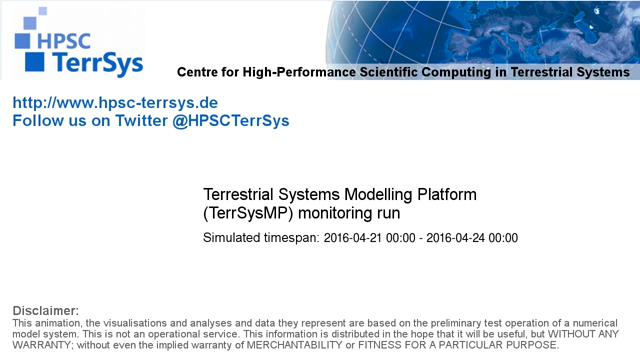 HPSC
TerrSys
Centre for High-Performance Scientific Computing in Terrestrial Systems
http://www.hpsc-terrsys.de
Follow us on Twitter @HPSCTerrSys
Terrestrial Systems Modelling Platform
(TerrSysMP) monitoring run
Simulated timespan: 2016-04-21 00:00 - 2016-04-24 00:00
Disclaimer:
This animation, the visualisations and analyses and data they represent are based on the preliminary test operation of a numerical
model system. This is not an operational service. This information is distributed in the hope that it will be useful, but WITHOUT ANY
WARRANTY; without even the implied warranty of MERCHANTABILITY or FITNESS FOR A PARTICULAR PURPOSE.